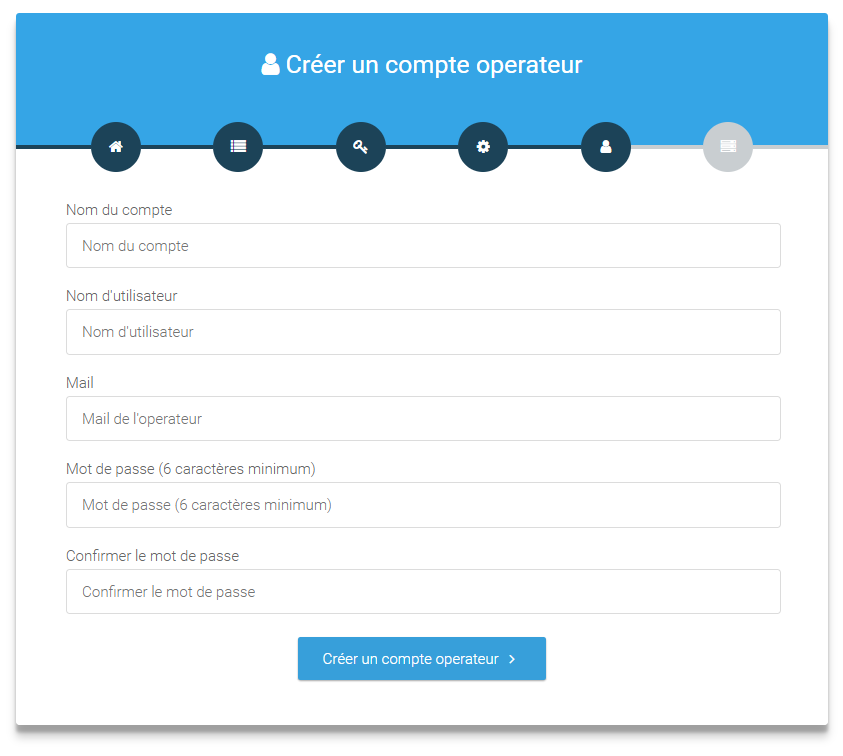 Créer un compte operateur
Nom du compte
Nom du compte
Nom d'utilisateur
Nom d'utilisateur
Mail
Mail de l'operateur
Mot de passe (6 caractères minimum)
Mot de passe (6 caractères minimum)
Confirmer le mot de passe
Confirmer le mot de passe
Créer un compte operateur